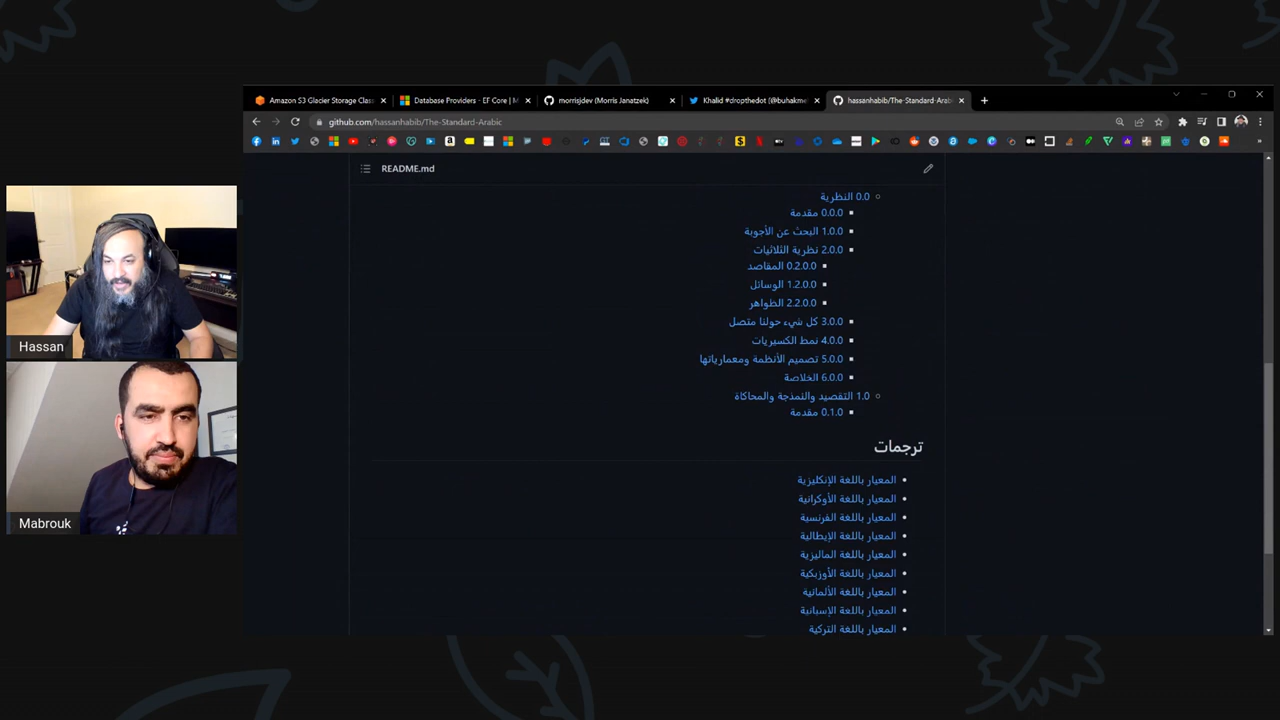 Amazon S3 Glacier Storage Clas
Database Providers - EF Core | M
morrisjdev (Morris Janatzek)
Khalid #dropthedot (@buhakme
hassanhabib/The-Standard-Arab
github.com/hassanhabib/The-Standard-Arabic
README.md
0.0 النظرية
0.0.0 مقدمة
1.0.0 البحث عن الأجوبة
2.0.0 نظرية الثلاثيات
0.2.0.0 المقاصد
1.2.0.0 الوسائل
2.2.0.0 الظواهر
3.0.0 كل شيء حولنا متصل
4.0.0 نمط الكسيريات
5.0.0 تصميم الأنظمة ومعمارياتها
6.0.0 الخلاصة
1.0 التقصيد والنمذجة والمحاكاة
0.1.0 مقدمة
ترجمات
المعيار باللغة الإنكليزية
المعيار باللغة الأوكرانية
المعيار باللغة الفرنسية
المعيار باللغة الإيطالية
المعيار باللغة الماليزية
المعيار باللغة الأوزبكية
المعيار باللغة الألمانية
المعيار باللغة الإسبانية
المعيار باللغة التركية
Hassan
Mabrouk